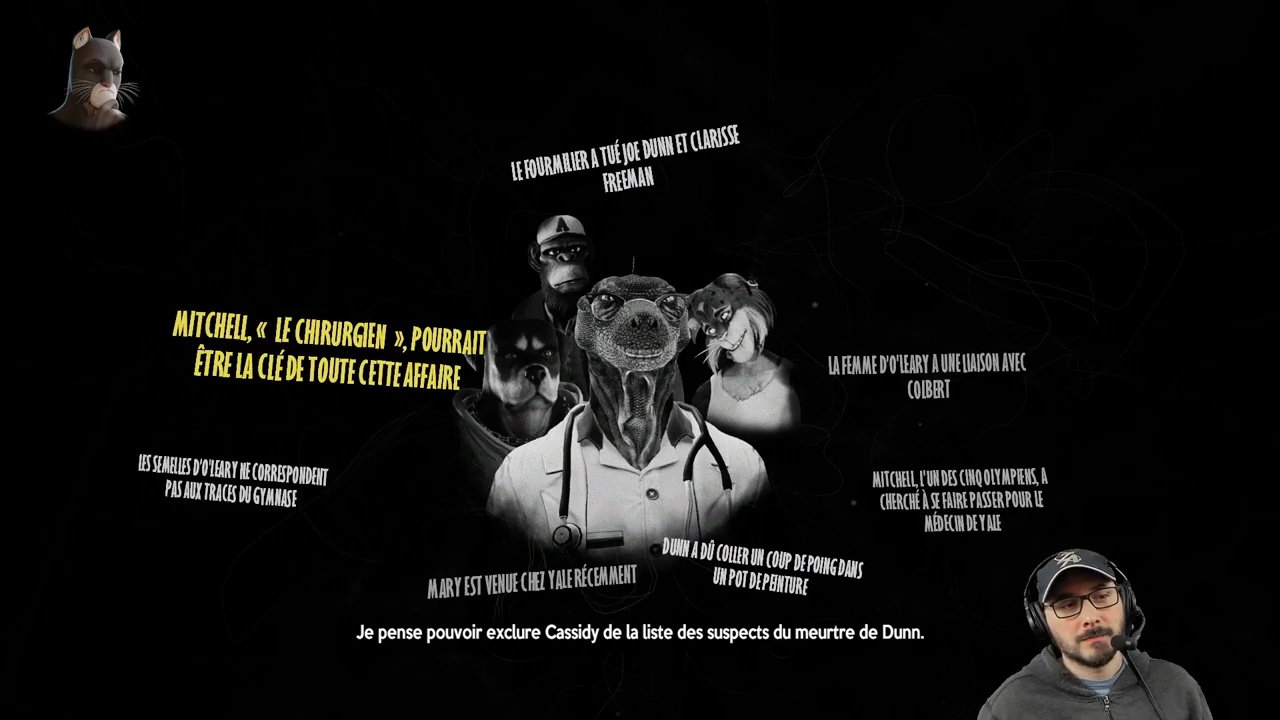 LE FOURMILIER A TUÉ JOE DUNN ET CLARISSE
FREEMAN
A
MITCHELL, « LE CHIRURGIEN », POURRAIT
ÊTRE LA CLÉ DE TOUTE CETTE AFFAIRE
LA FEMME D'O'LEARY A UNE LIAISON AVEC
COLBERT
LES SEMELLES D'O'LEARY NE CORRESPONDENT
PAS AUX TRACES DU GYMNASE
MITCHELL, L'UN DES CINQ OLYMPIENS, A
CHERCHÉ À SE FAIRE PASSER POUR LE
MÉDECIN DE YALE
DUNN A DÛ COLLER UN COUP DE POING DANS
UN POT DE PEINTURE
MARY EST VENUE CHEZ YALE RÉCEMMENT
Je pense pouvoir exclure Cassidy de la liste des suspects du meurtre de Dunn.